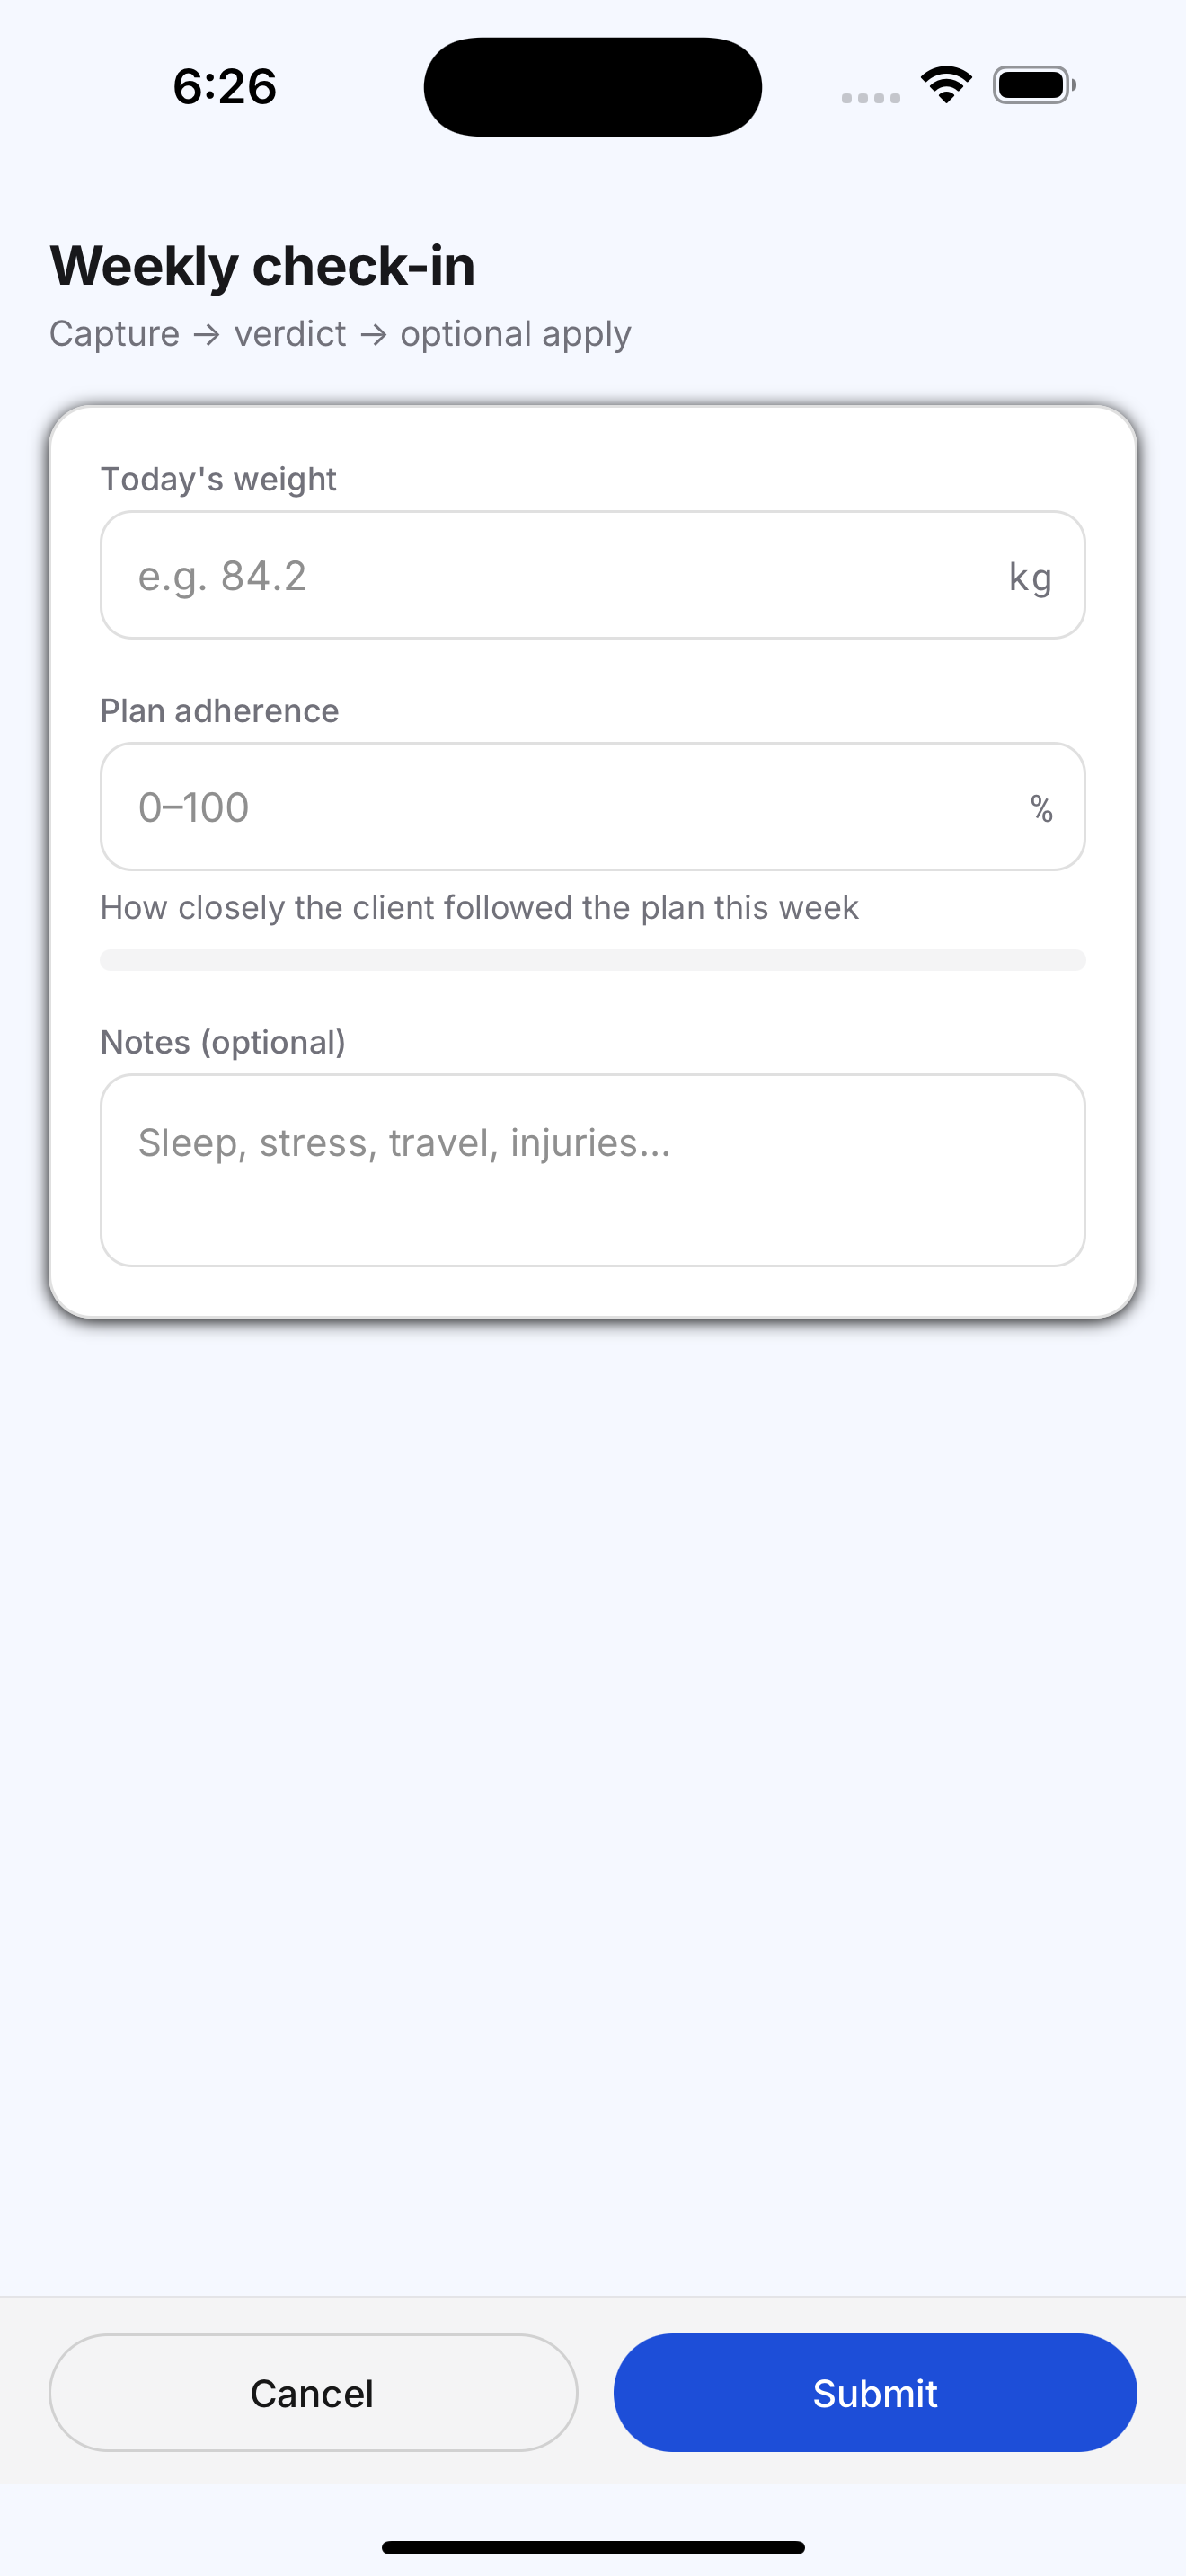 6:26
Weekly check-in
Capture → verdict → optional apply
Today's weight
e.g. 84.2 kg
Plan adherence
0–100 %
How closely the client followed the plan this week
Notes (optional)
Sleep, stress, travel, injuries...
Cancel Submit